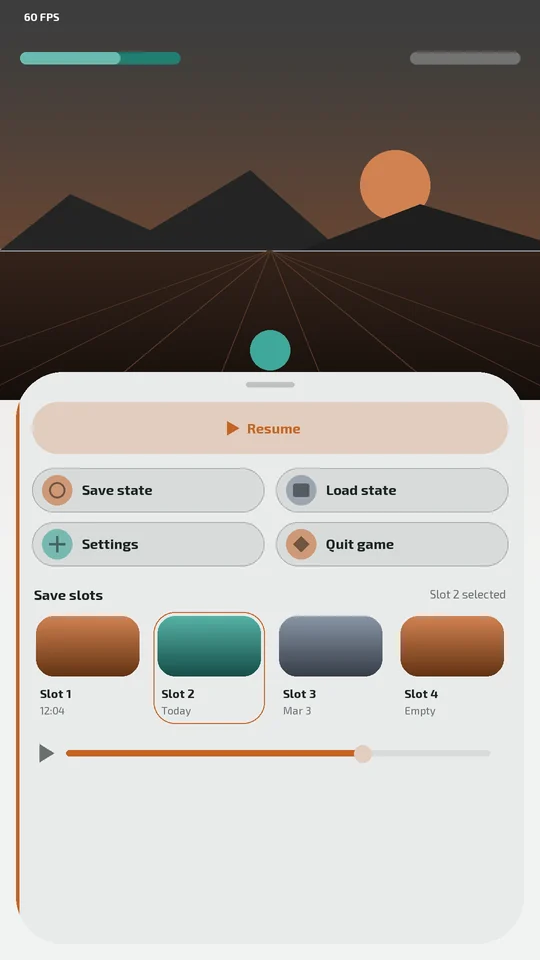 60 FPS
Resume
Save state
Load state
Settings
Quit game
Save slots
Slot 2 selected
Slot 1
12:04
Slot 2
Today
Slot 3
Mar 3
Slot 4
Empty